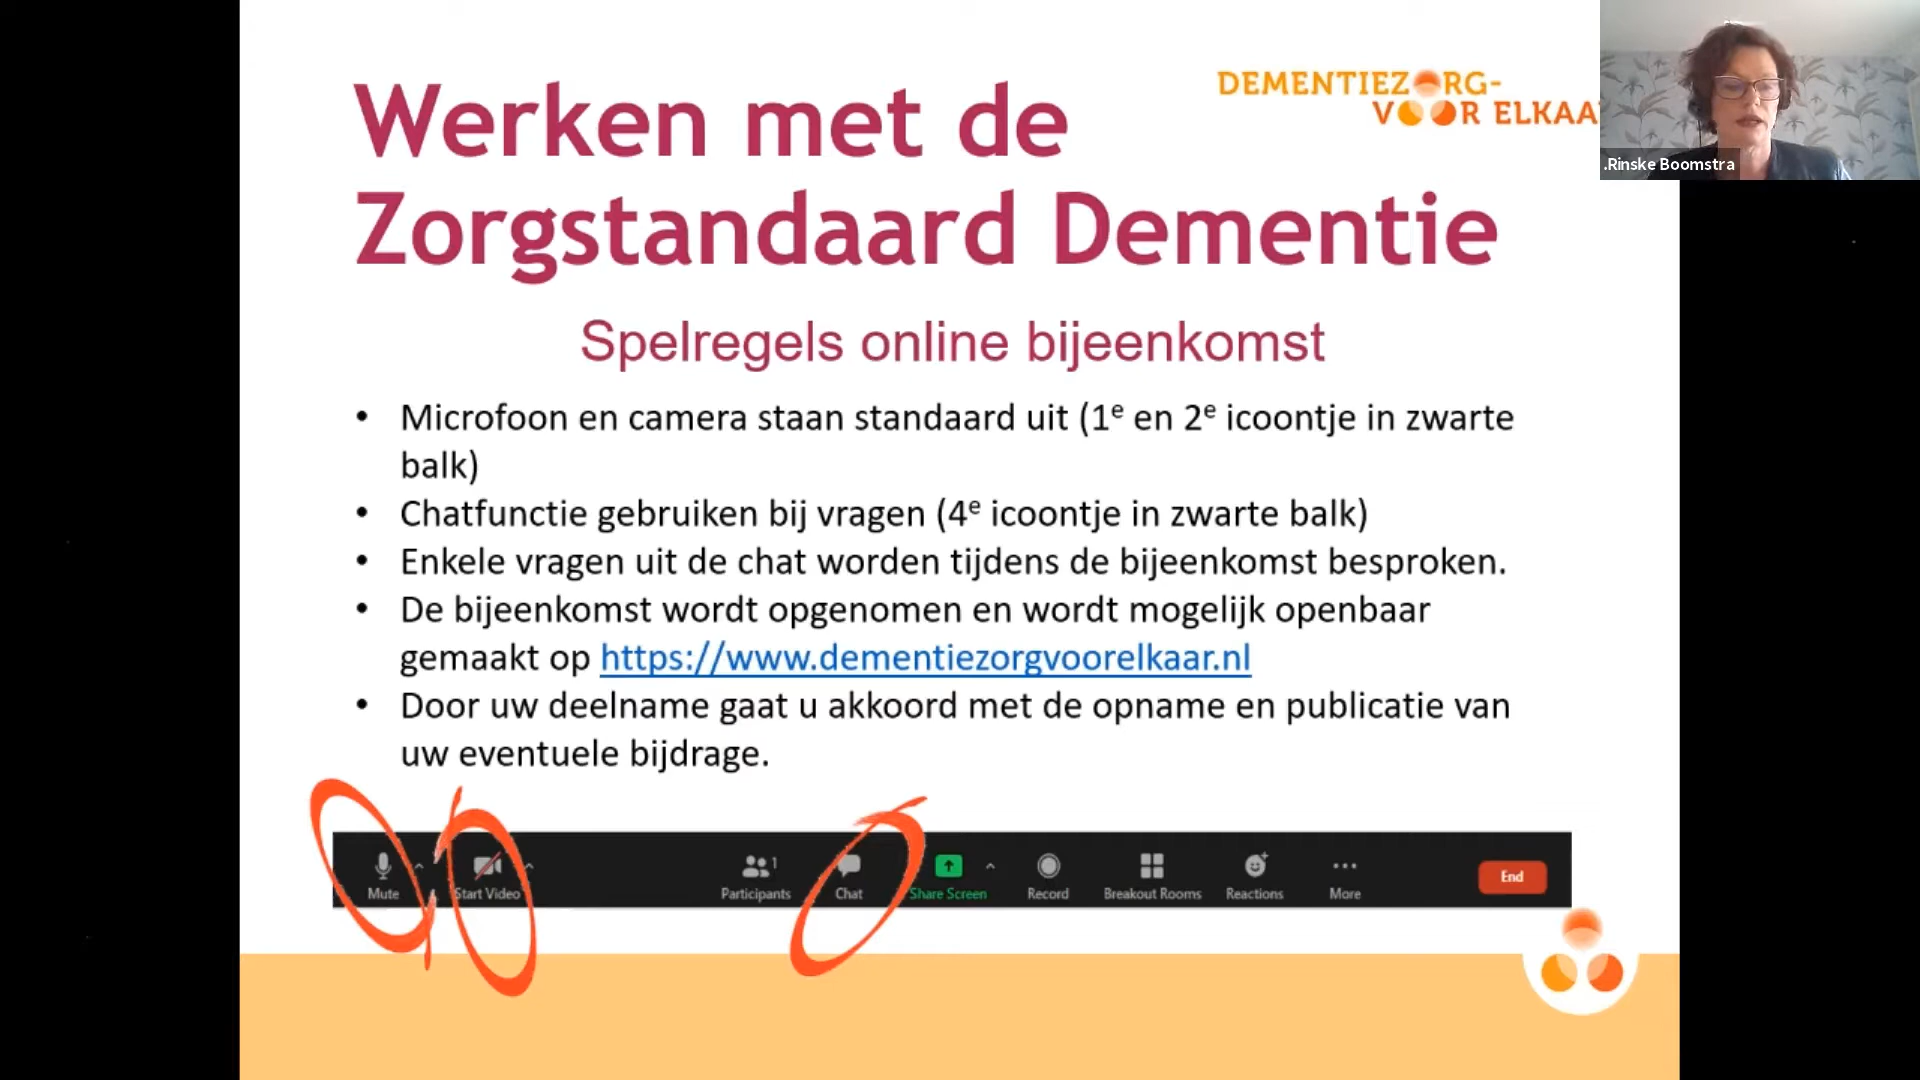 Werken met de
Zorgstandaard Dementie
DEMENTIEZORG-
VOOR ELKAA
.Rinske Boomstra
Spelregels online bijeenkomst
• Microfoon en camera staan standaard uit (1e en 2e icoontje in zwarte
balk)
• Chatfunctie gebruiken bij vragen (4e icoontje in zwarte balk)
• Enkele vragen uit de chat worden tijdens de bijeenkomst besproken.
• De bijeenkomst wordt opgenomen en wordt mogelijk openbaar
gemaakt op https://www.dementiezorgvoorelkaar.nl
• Door uw deelname gaat u akkoord met de opname en publicatie van
uw eventuele bijdrage.
Mute Start Video Participants 1 Chat Share Screen Record Breakout Rooms Reactions More End